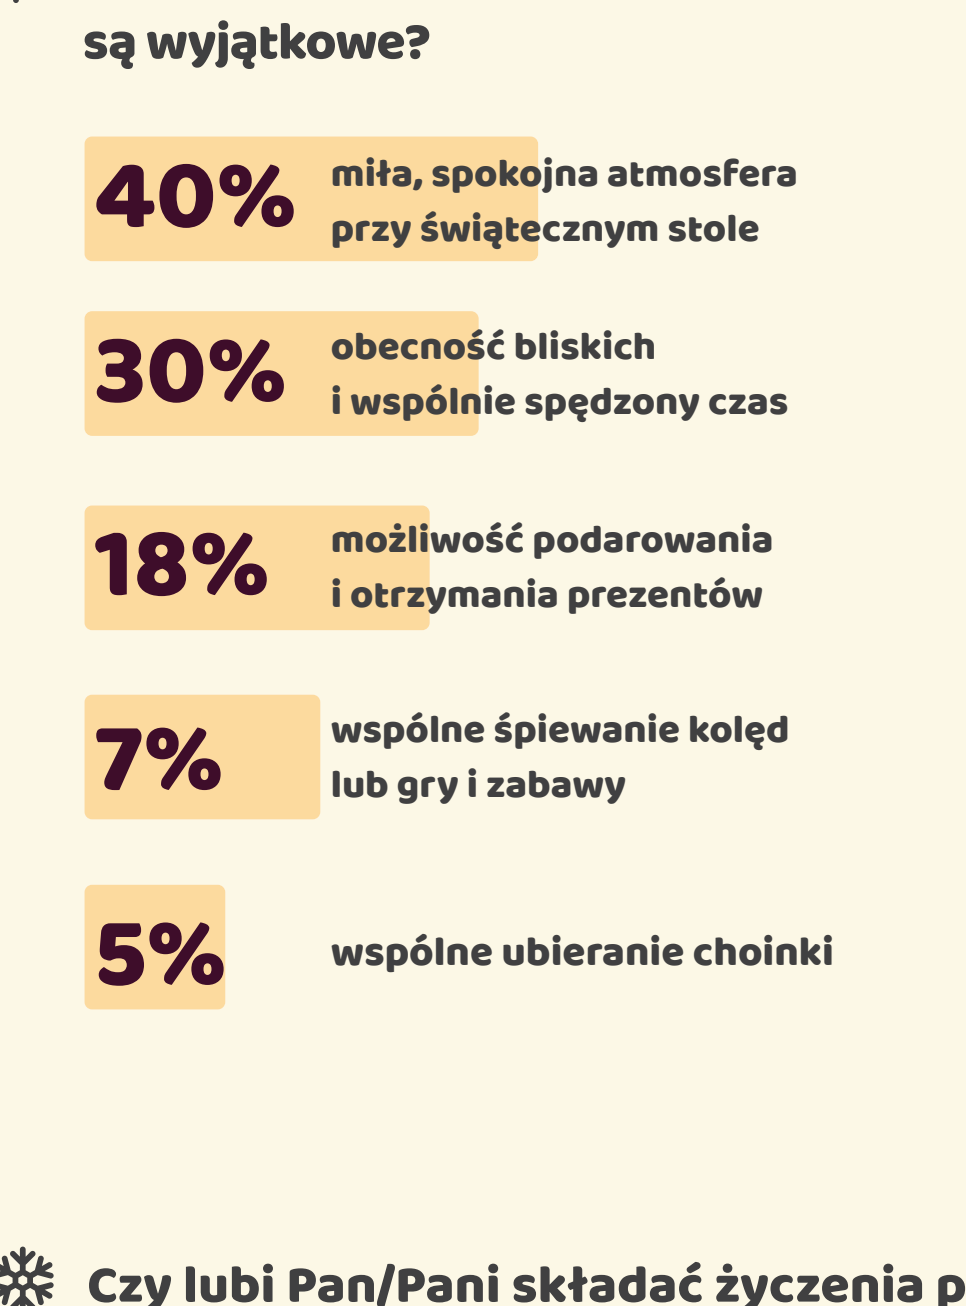 są wyjątkowe?
40%
miła, spokojna atmosfera
przy świątecznym stole
30%
obecność bliskich
i wspólnie spędzony czas
18%
możliwość podarowania
i otrzymania prezentów
7%
wspólne śpiewanie kolęd
lub gry i zabawy
5%
wspólne ubieranie choinki
Czy lubi Pan/Pani składać życzenia p